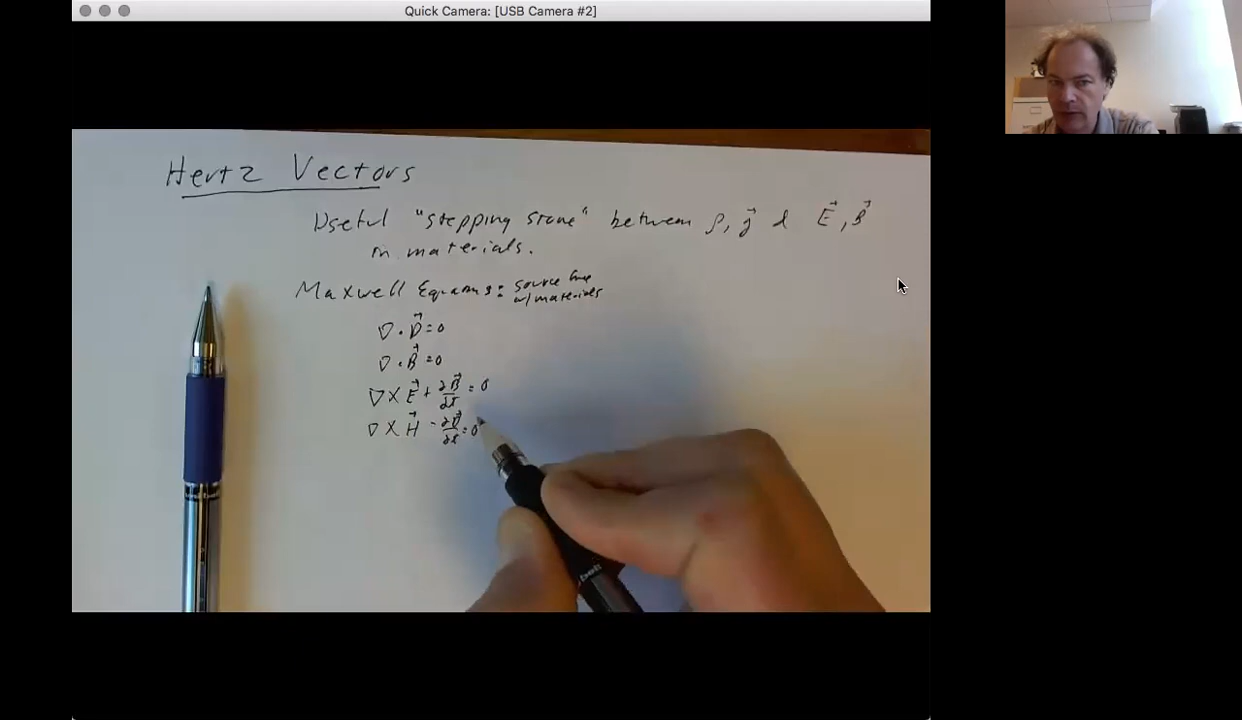 Quick Camera: [USB Camera #2]
Hertz Vectors
Useful "stepping stone" between ρ, j⃗ & E⃗, B⃗
in materials.
Maxwell Equans: source free
w/materials
∇ · D⃗ = 0
∇ · B⃗ = 0
∇ × E⃗ + ∂B⃗/∂t = 0
∇ × H⃗ - ∂D⃗/∂t = 0